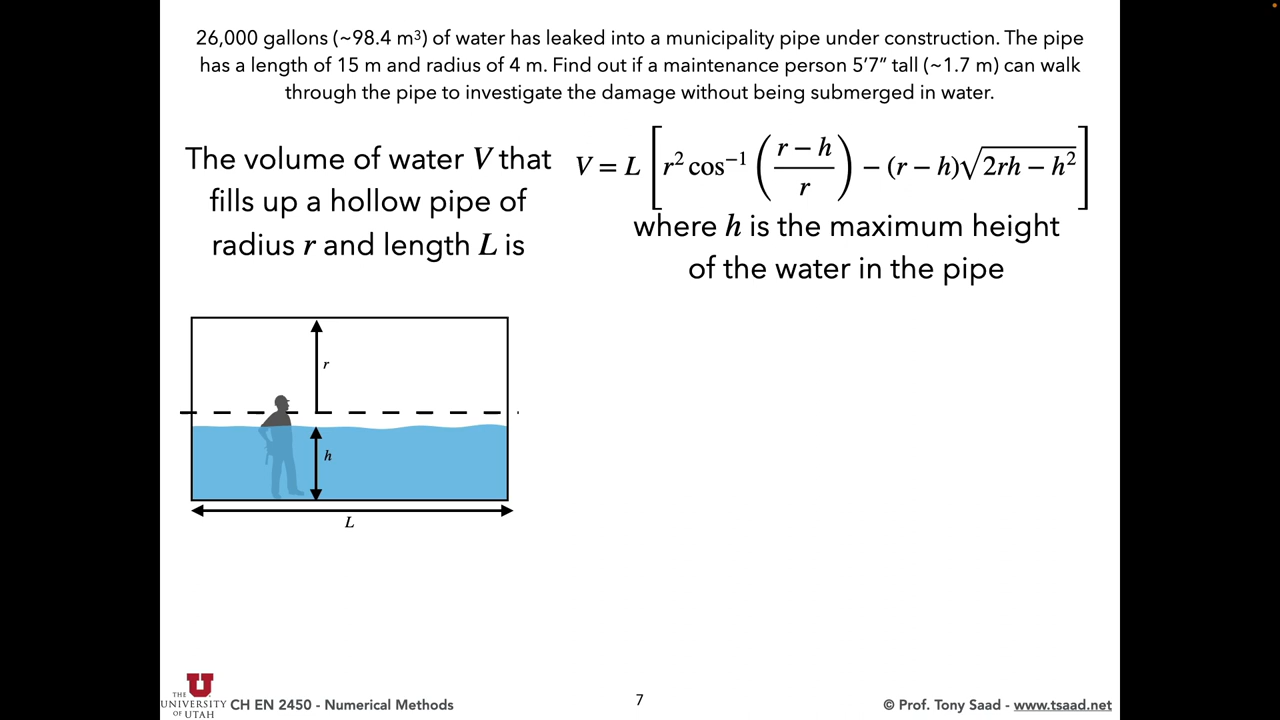 26,000 gallons (~98.4 m³) of water has leaked into a municipality pipe under construction. The pipe
has a length of 15 m and radius of 4 m. Find out if a maintenance person 5’7” tall (~1.7 m) can walk
through the pipe to investigate the damage without being submerged in water.
The volume of water V that
fills up a hollow pipe of
radius r and length L is
V = L [ r² cos⁻¹ ( (r − h) / r ) − (r − h)√(2rh − h²) ]
where h is the maximum height
of the water in the pipe
r
h
L
THE U
UNIVERSITY
OF UTAH
CH EN 2450 - Numerical Methods
7
© Prof. Tony Saad - www.tsaad.net